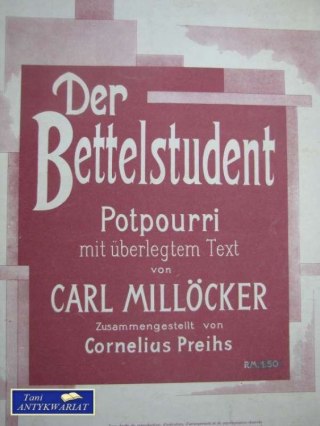 Der
Bettelstudent
Potpourri
mit überlegtem Text
von
CARL MILLÖCKER
Zusammengestellt von
Cornelius Preihs
RM. 1.50
Tani
ANTYKWARIAT